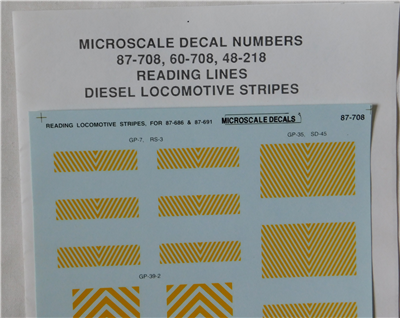 MICROSCALE DECAL NUMBERS
87-708, 60-708, 48-218
READING LINES
DIESEL LOCOMOTIVE STRIPES
READING LOCOMOTIVE STRIPES, FOR 87-686 & 87-691 MICROSCALE DECALS 87-708
GP-7, RS-3 GP-35, SD-45
GP-39-2